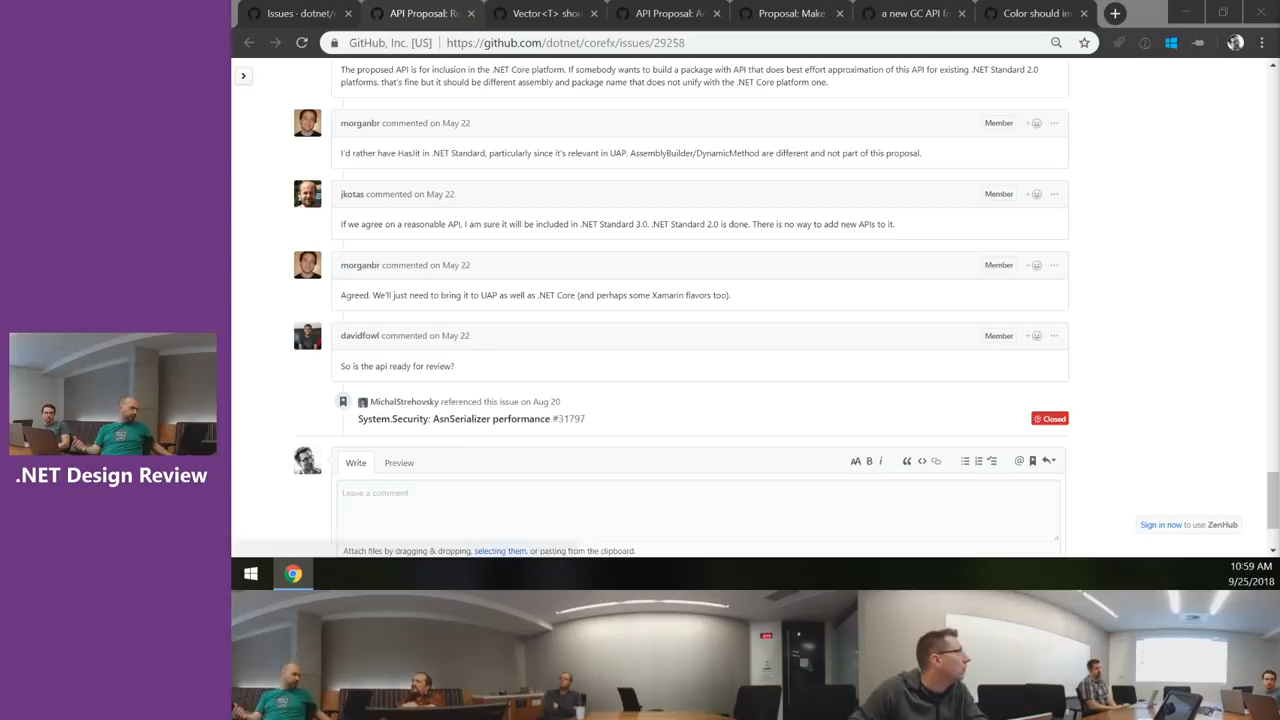 Issues · dotnet/c
API Proposal: Ru
Vector<T> shou
API Proposal: Ar
Proposal: Make
a new GC API fo
Color should im
GitHub, Inc. [US]
https://github.com/dotnet/corefx/issues/29258
The proposed API is for inclusion in the .NET Core platform. If somebody wants to build a package with API that does best effort approximation of this API for existing .NET Standard 2.0
platforms, that's fine but it should be different assembly and package name that does not unify with the .NET Core platform one.
morganbr commented on May 22
Member
I'd rather have HasJit in .NET Standard, particularly since it's relevant in UAP. AssemblyBuilder/DynamicMethod are different and not part of this proposal.
jkotas commented on May 22
Member
If we agree on a reasonable API, I am sure it will be included in .NET Standard 3.0. .NET Standard 2.0 is done. There is no way to add new APIs to it.
morganbr commented on May 22
Member
Agreed. We'll just need to bring it to UAP as well as .NET Core (and perhaps some Xamarin flavors too).
davidfowl commented on May 22
Member
So is the api ready for review?
MichalStrehovsky referenced this issue on Aug 20
System.Security: AsnSerializer performance #31797
Closed
Write
Preview
AA B i
Leave a comment
Attach files by dragging & dropping, selecting them, or pasting from the clipboard.
Sign in now to use ZenHub
10:59 AM
9/25/2018
.NET Design Review